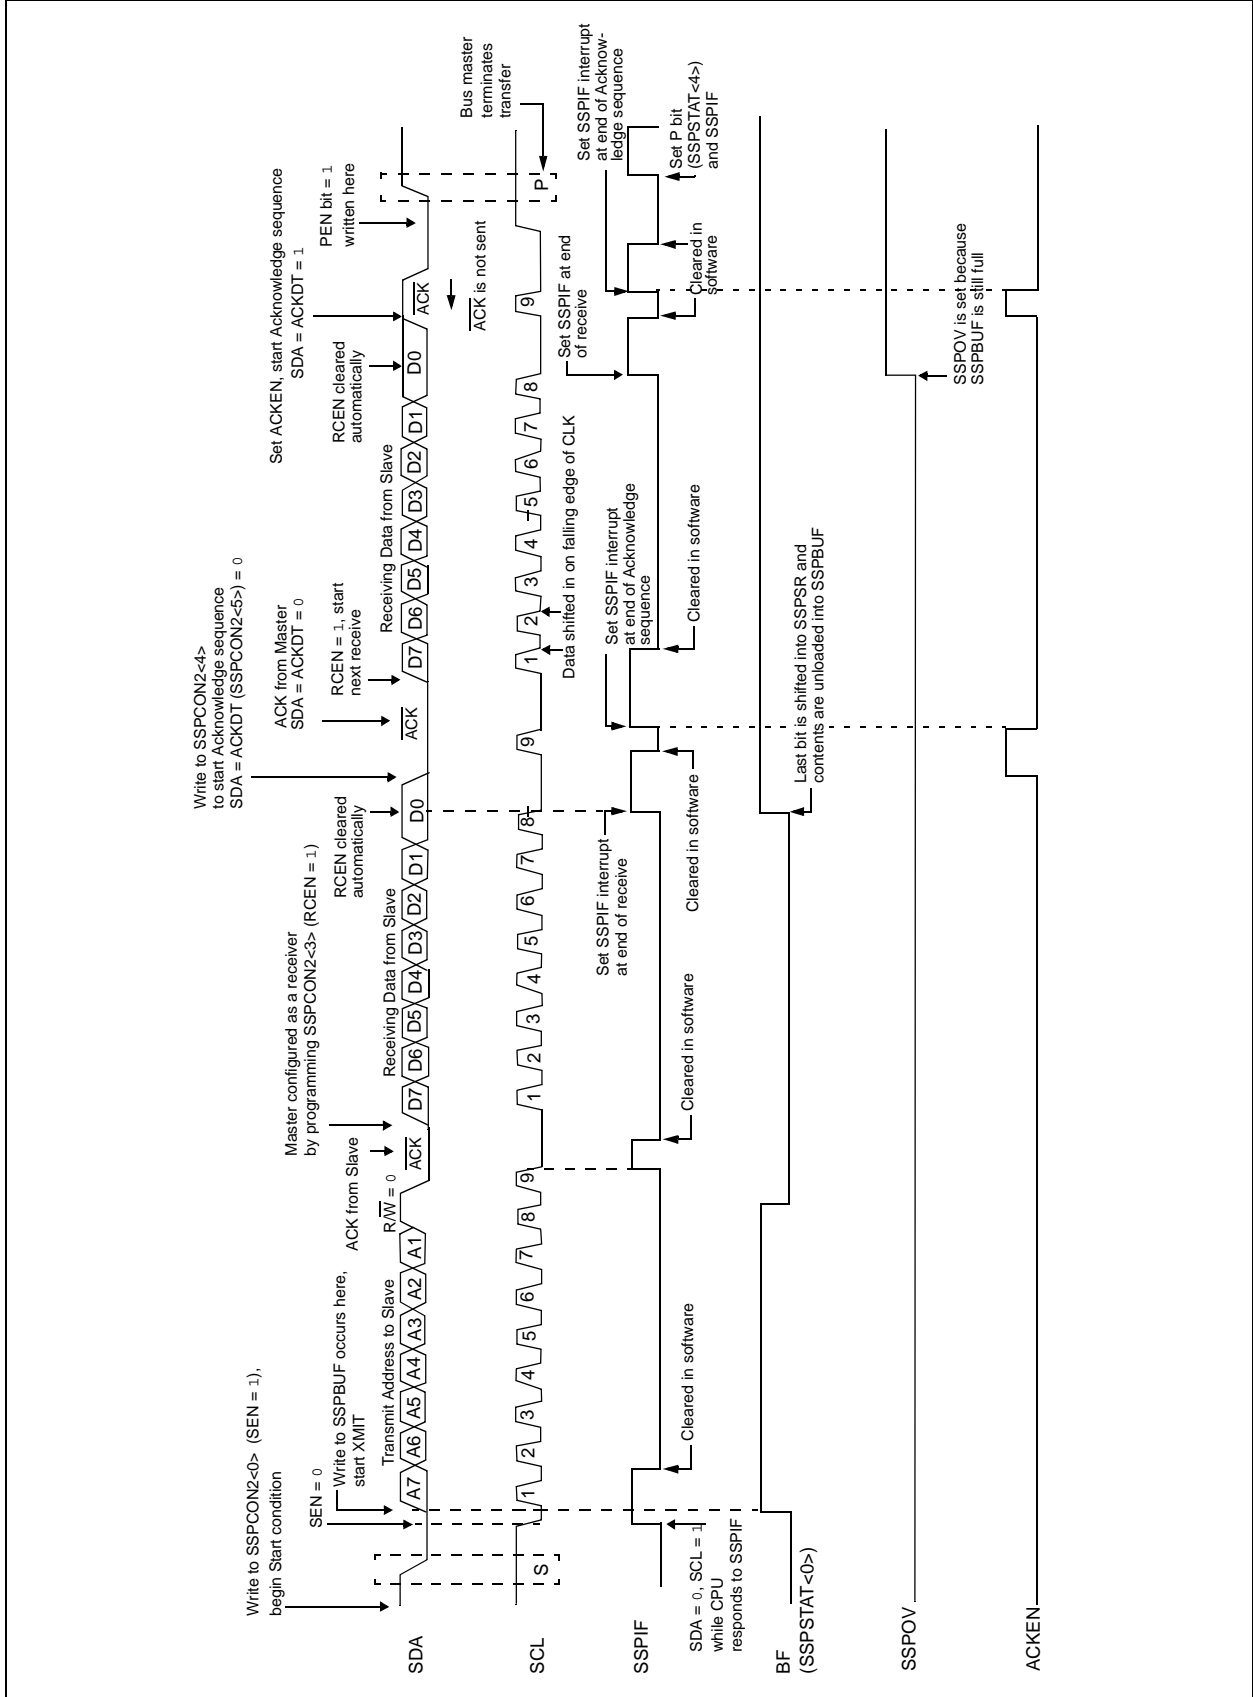 Write to SSPCON2<0> (SEN = 1),
begin Start condition
SEN = 0
Write to SSPBUF occurs here,
start XMIT
Transmit Address to Slave
R/W = 0
ACK from Slave
Master configured as a receiver
by programming SSPCON2<3> (RCEN = 1)
Receiving Data from Slave
RCEN cleared
automatically
Write to SSPCON2<4>
to start Acknowledge sequence
SDA = ACKDT (SSPCON2<5>) = 0
ACK from Master
SDA = ACKDT = 0
RCEN = 1, start
next receive
Receiving Data from Slave
RCEN cleared
automatically
Set ACKEN, start Acknowledge sequence
SDA = ACKDT = 1
PEN bit = 1
written here
SDA
A7 A6 A5 A4 A3 A2 A1
ACK
D7 D6 D5 D4 D3 D2 D1 D0
ACK
D7 D6 D5 D4 D3 D2 D1 D0
ACK
ACK is not sent
Bus master
terminates
transfer
SCL
S
1 2 3 4 5 6 7 8 9
1 2 3 4 5 6 7 8 9
1 2 3 4 5 6 7 8 9
P
Data shifted in on falling edge of CLK
SSPIF
SDA = 0, SCL = 1
while CPU
responds to SSPIF
Cleared in software
Cleared in software
Set SSPIF interrupt
at end of receive
Cleared in software
Set SSPIF interrupt
at end of Acknowledge
sequence
Cleared in software
Set SSPIF at end
of receive
Cleared in
software
Set SSPIF interrupt
at end of Acknow-
ledge sequence
Set P bit
(SSPSTAT<4>)
and SSPIF
BF
(SSPSTAT<0>)
Last bit is shifted into SSPSR and
contents are unloaded into SSPBUF
SSPOV
SSPOV is set because
SSPBUF is still full
ACKEN